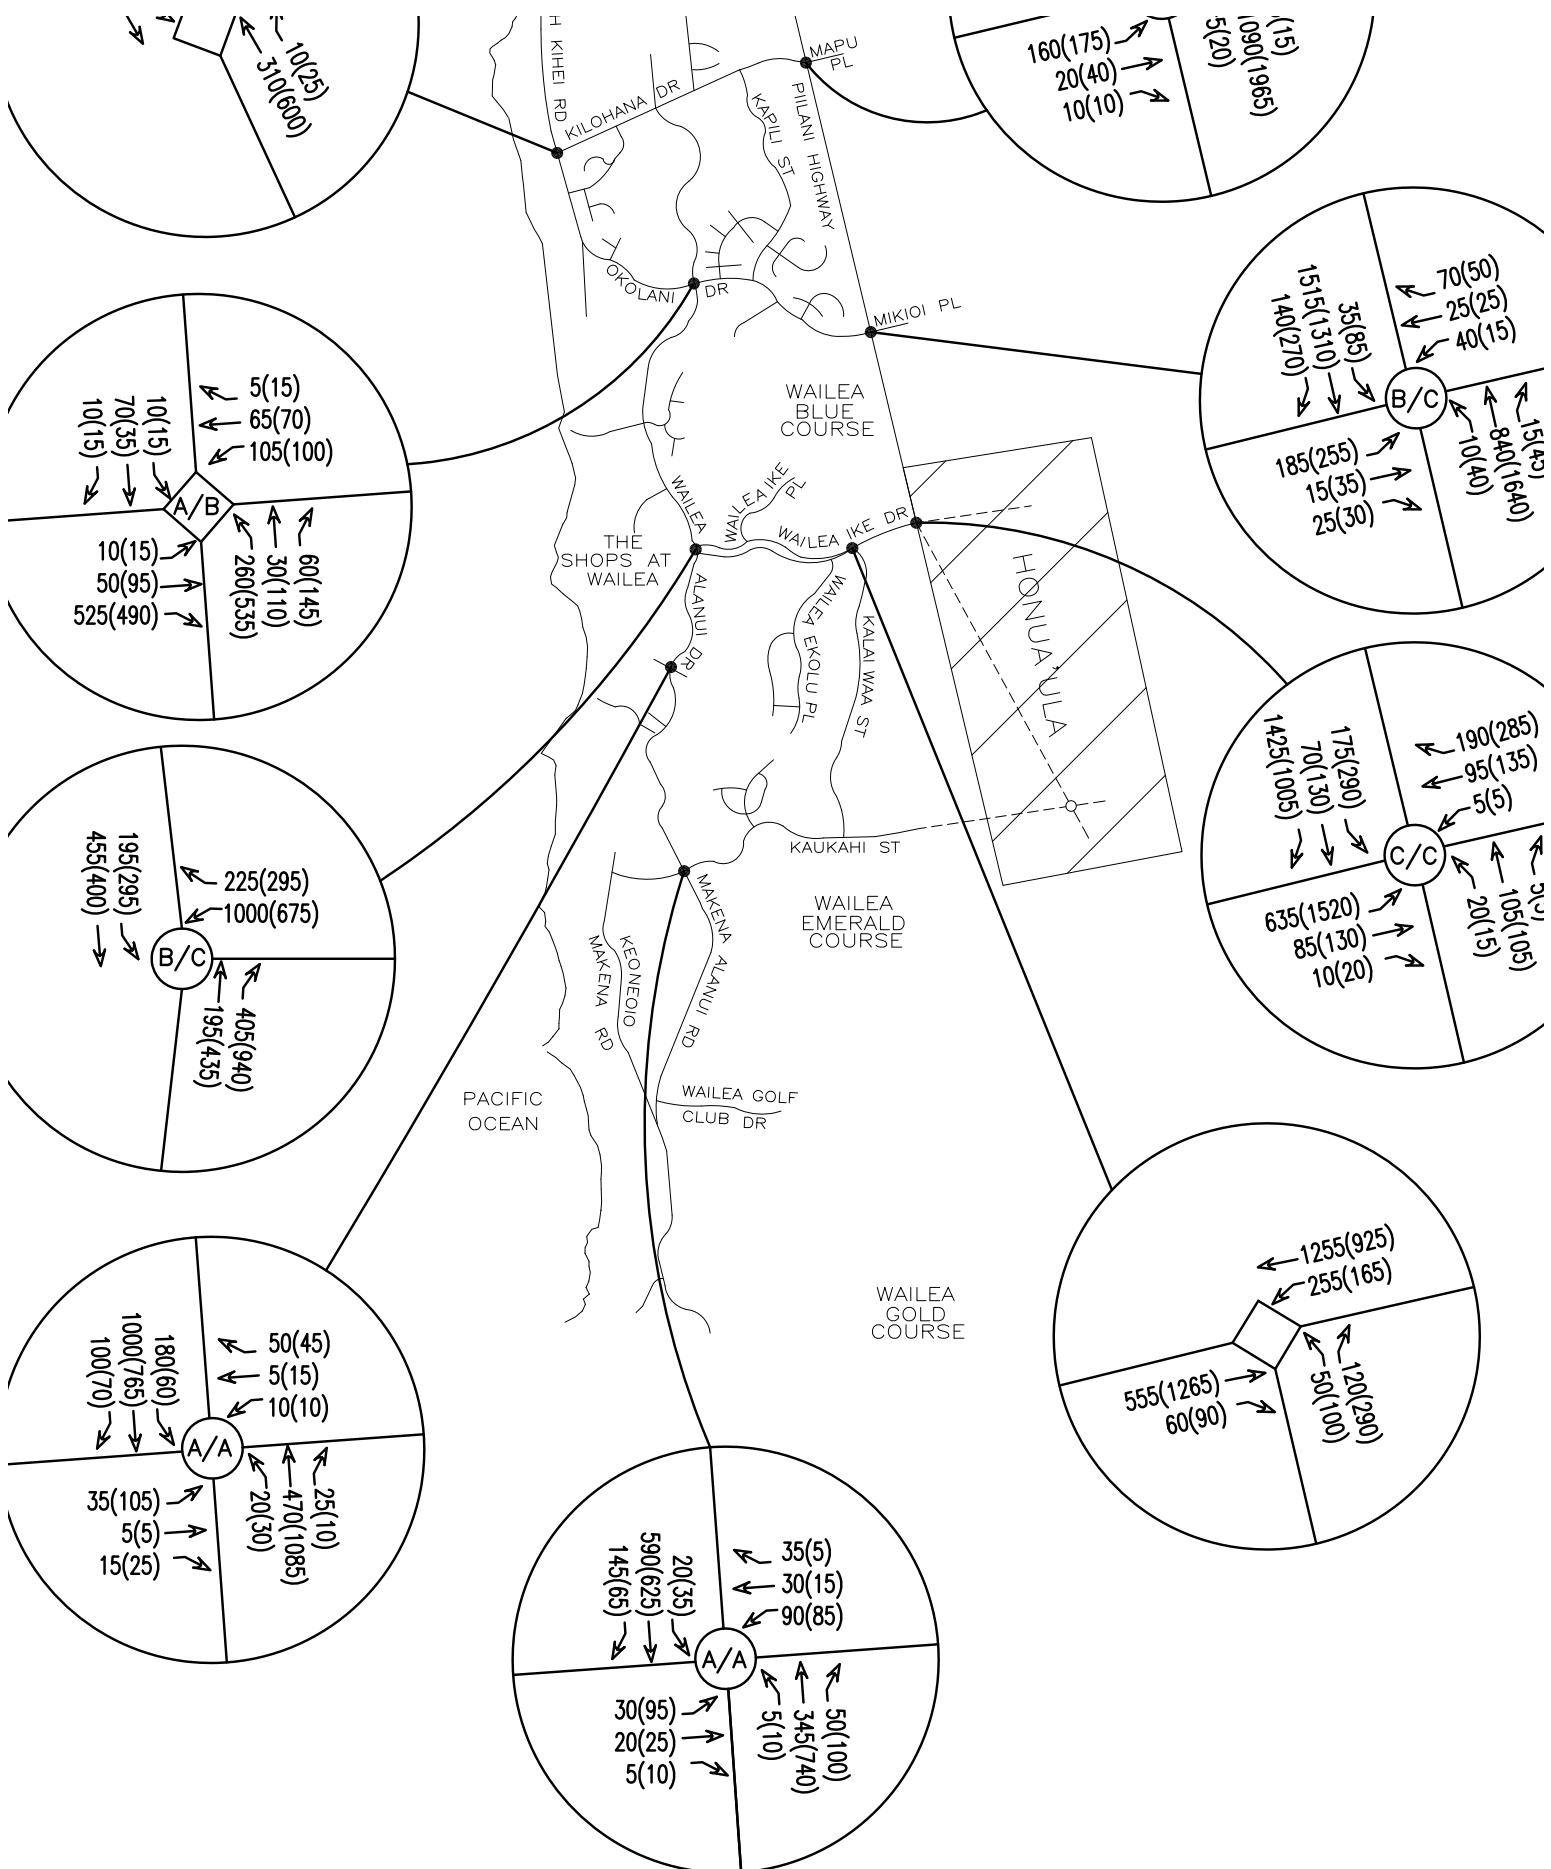 10(25)
310(600)
H KIHEI RD
KILOHANA DR
MAPU
PL
KAPILI ST
PIILANI HIGHWAY
160(175)
20(40)
10(10)
5(20)
1090(1965)
(15)
OKOLANI
DR
MIKIOI PL
70(50)
25(25)
40(15)
140(270)
1515(1310)
35(85)
B/C
185(255)
15(35)
25(30)
10(40)
840(1640)
15(45)
5(15)
65(70)
105(100)
10(15)
70(35)
10(15)
A/B
10(15)
50(95)
525(490)
260(535)
30(110)
60(145)
WAILEA
BLUE
COURSE
WAILEA
ALANUI DR
WAILEA IKE
PL
WAILEA IKE DR
THE
SHOPS AT
WAILEA
WAILEA EKOLU PL
KALAI WAA ST
HONUA'ULA
190(285)
95(135)
5(5)
1425(1005)
70(130)
175(290)
C/C
635(1520)
85(130)
10(20)
20(15)
105(105)
455(400)
195(295)
225(295)
1000(675)
B/C
195(435)
405(940)
KAUKAHI ST
WAILEA
EMERALD
COURSE
MAKENA ALANUI RD
KEONEOIO
MAKENA RD
PACIFIC
OCEAN
WAILEA GOLF
CLUB DR
WAILEA
GOLD
COURSE
1255(925)
255(165)
555(1265)
60(90)
50(100)
120(290)
100(70)
1000(765)
180(60)
50(45)
5(15)
10(10)
A/A
35(105)
5(5)
15(25)
20(30)
470(1085)
25(10)
145(65)
590(625)
20(35)
35(5)
30(15)
90(85)
A/A
30(95)
20(25)
5(10)
5(10)
345(740)
50(100)